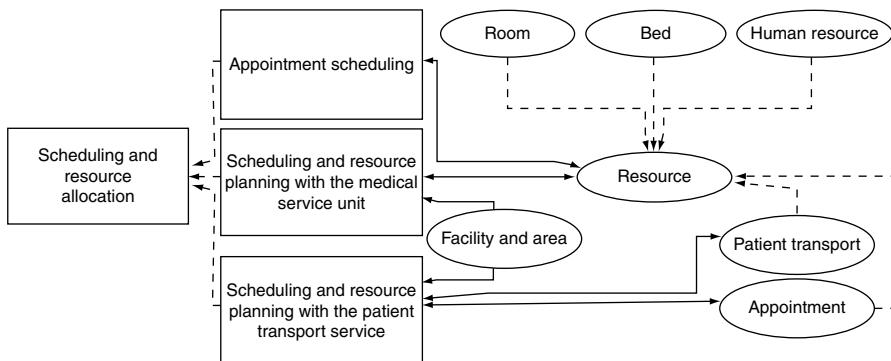 Room
Bed
Human resource
Appointment scheduling
Scheduling and
resource
allocation
Scheduling and resource
planning with the medical
service unit
Resource
Facility and area
Patient transport
Scheduling and resource
planning with the patient
transport service
Appointment